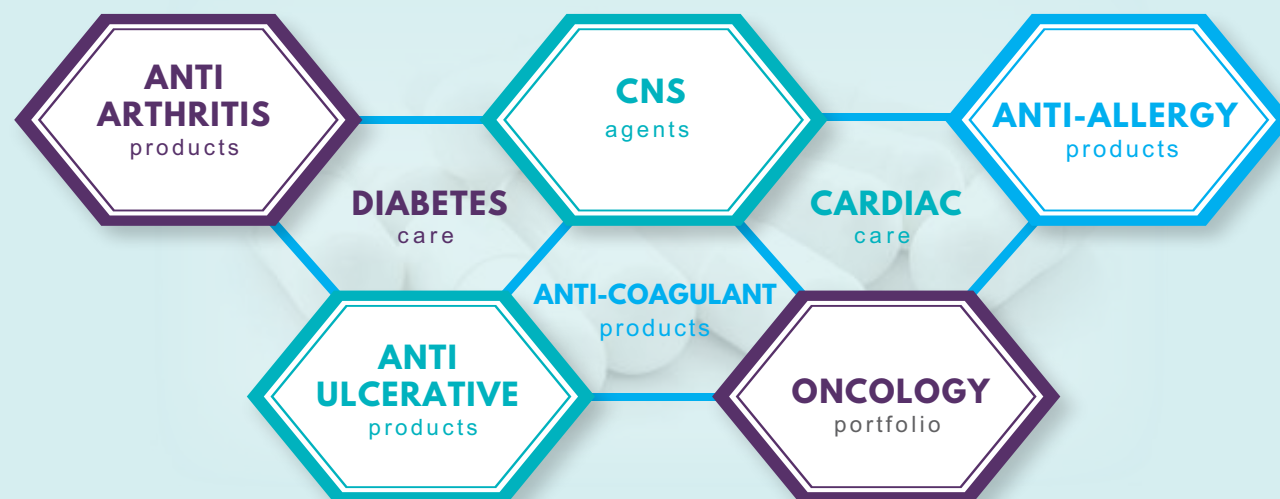 ANTI
ARTHRITIS
products
CNS
agents
ANTI-ALLERGY
products
DIABETES
care
CARDIAC
care
ANTI-COAGULANT
products
ANTI
ULCERATIVE
products
ONCOLOGY
portfolio